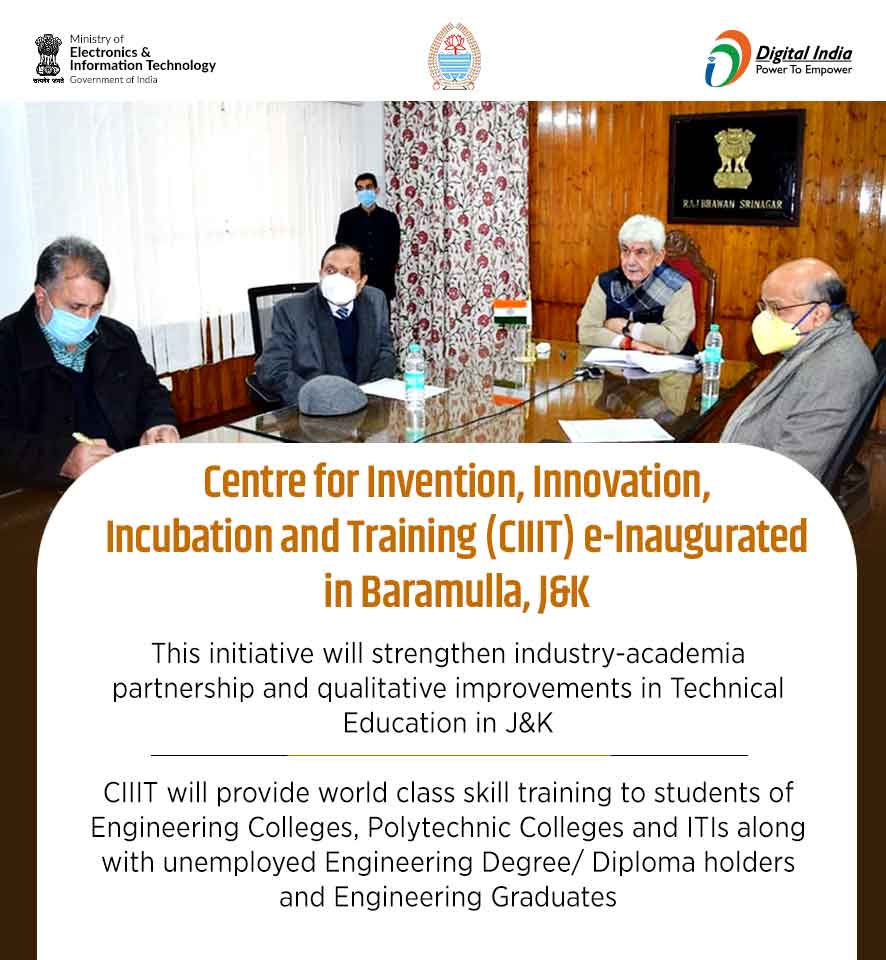 Ministry of
Electronics &
Information Technology
Government of India
सत्यमेव जयते
Digital India
Power To Empower
RAJ BHAWAN SRINAGAR
Centre for Invention, Innovation,
Incubation and Training (CIIIT) e-Inaugurated
in Baramulla, J&K
This initiative will strengthen industry-academia
partnership and qualitative improvements in Technical
Education in J&K
CIIIT will provide world class skill training to students of
Engineering Colleges, Polytechnic Colleges and ITIs along
with unemployed Engineering Degree/ Diploma holders
and Engineering Graduates